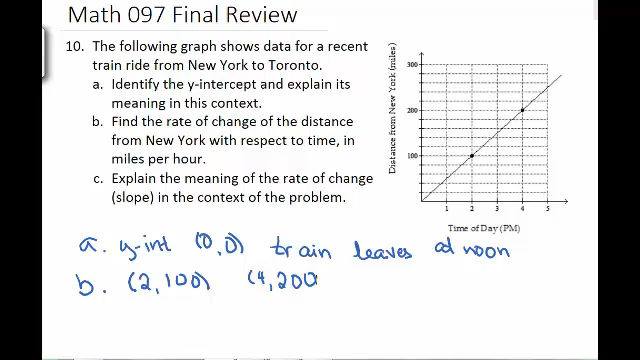 Math 097 Final Review
10. The following graph shows data for a recent
train ride from New York to Toronto.
a. Identify the y-intercept and explain its
meaning in this context.
b. Find the rate of change of the distance
from New York with respect to time, in
miles per hour.
c. Explain the meaning of the rate of change
(slope) in the context of the problem.
Distance from New York (miles)
300
200
100
1 2 3 4 5
Time of Day (PM)
a. y-int (0,0) train leaves at noon
b. (2,100) (4,200